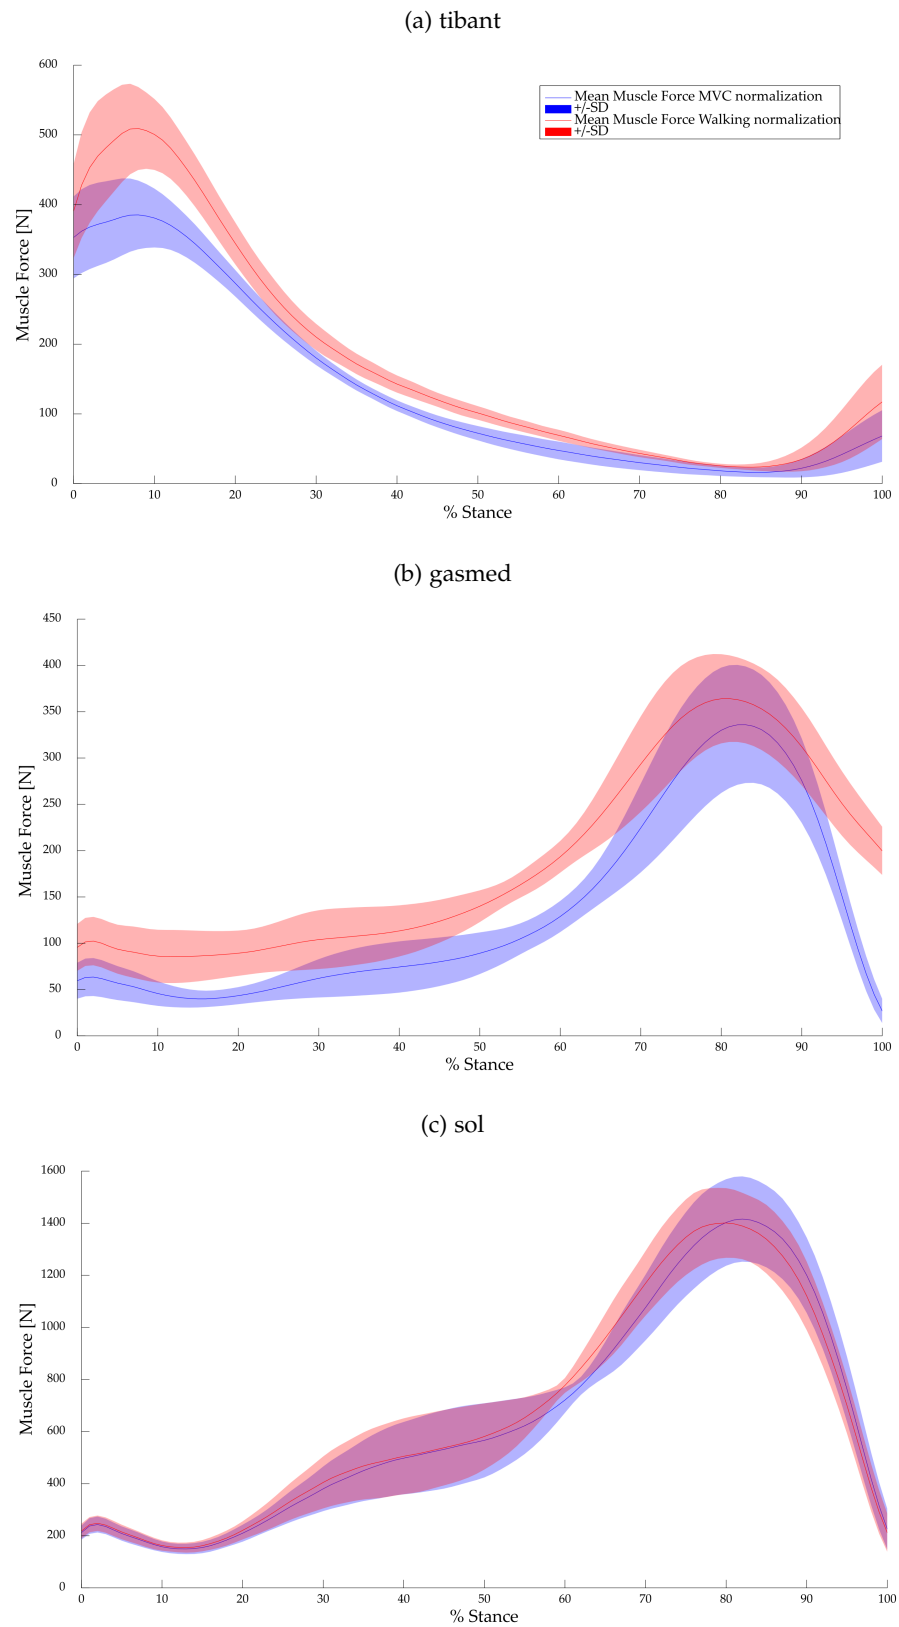 (a) tibant
600
500
400
300
200
100
0
Muscle Force [N]
Mean Muscle Force MVC normalization
+/-SD
Mean Muscle Force Walking normalization
+/-SD
0 10 20 30 40 50 60 70 80 90 100
% Stance
(b) gasmed
450
400
350
300
250
200
150
100
50
0
Muscle Force [N]
0 10 20 30 40 50 60 70 80 90 100
% Stance
(c) sol
1600
1400
1200
1000
800
600
400
200
0
Muscle Force [N]
0 10 20 30 40 50 60 70 80 90 100
% Stance